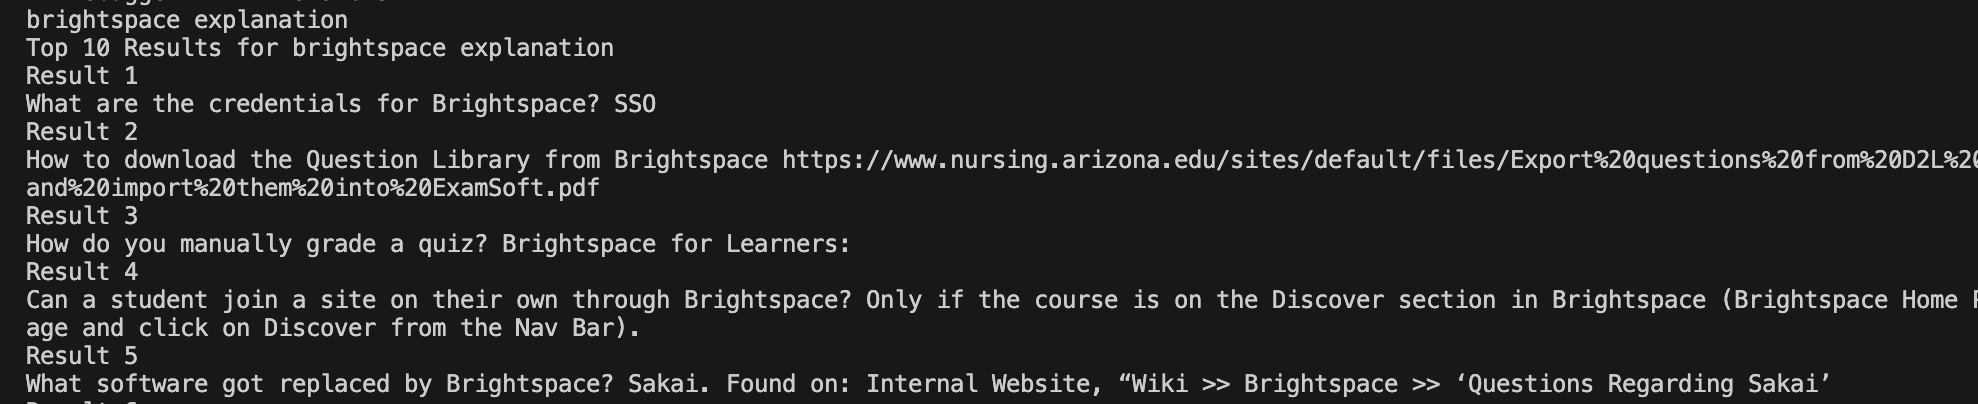 brightspace explanation
Top 10 Results for brightspace explanation
Result 1
What are the credentials for Brightspace? SSO
Result 2
How to download the Question Library from Brightspace https://www.nursing.arizona.edu/sites/default/files/Export%20questions%20from%20D2L%20
and%20import%20them%20into%20ExamSoft.pdf
Result 3
How do you manually grade a quiz? Brightspace for Learners:
Result 4
Can a student join a site on their own through Brightspace? Only if the course is on the Discover section in Brightspace (Brightspace Home P
age and click on Discover from the Nav Bar).
Result 5
What software got replaced by Brightspace? Sakai. Found on: Internal Website, “Wiki >> Brightspace >> ‘Questions Regarding Sakai’